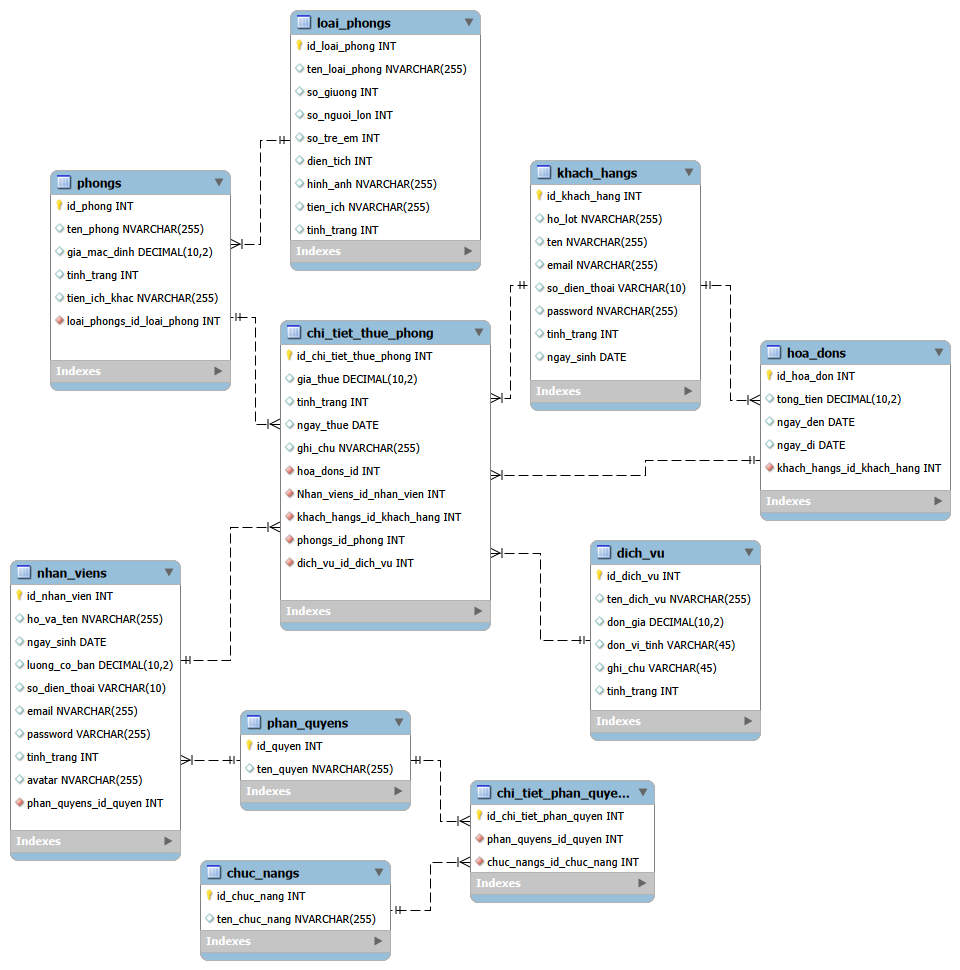 loai_phongs
id_loai_phong INT
ten_loai_phong NVARCHAR(255)
so_giuong INT
so_nguoi_lon INT
so_tre_em INT
dien_tich INT
hinh_anh NVARCHAR(255)
tien_ich NVARCHAR(255)
tinh_trang INT
Indexes
phongs
id_phong INT
ten_phong NVARCHAR(255)
gia_mac_dinh DECIMAL(10,2)
tinh_trang INT
tien_ich_khac NVARCHAR(255)
loai_phongs_id_loai_phong INT
Indexes
khach_hangs
id_khach_hang INT
ho_lot NVARCHAR(255)
ten NVARCHAR(255)
email NVARCHAR(255)
so_dien_thoai VARCHAR(10)
password NVARCHAR(255)
tinh_trang INT
ngay_sinh DATE
Indexes
chi_tiet_thue_phong
id_chi_tiet_thue_phong INT
gia_thue DECIMAL(10,2)
tinh_trang INT
ngay_thue DATE
ghi_chu NVARCHAR(255)
hoa_dons_id INT
Nhan_viens_id_nhan_vien INT
khach_hangs_id_khach_hang INT
phongs_id_phong INT
dich_vu_id_dich_vu INT
Indexes
hoa_dons
id_hoa_don INT
tong_tien DECIMAL(10,2)
ngay_den DATE
ngay_di DATE
khach_hangs_id_khach_hang INT
Indexes
nhan_viens
id_nhan_vien INT
ho_va_ten NVARCHAR(255)
ngay_sinh DATE
luong_co_ban DECIMAL(10,2)
so_dien_thoai VARCHAR(10)
email NVARCHAR(255)
password VARCHAR(255)
tinh_trang INT
avatar NVARCHAR(255)
phan_quyens_id_quyen INT
Indexes
dich_vu
id_dich_vu INT
ten_dich_vu NVARCHAR(255)
don_gia DECIMAL(10,2)
don_vi_tinh VARCHAR(45)
ghi_chu VARCHAR(45)
tinh_trang INT
Indexes
phan_quyens
id_quyen INT
ten_quyen NVARCHAR(255)
Indexes
chi_tiet_phan_quye...
id_chi_tiet_phan_quyen INT
phan_quyens_id_quyen INT
chuc_nangs_id_chuc_nang INT
Indexes
chuc_nangs
id_chuc_nang INT
ten_chuc_nang NVARCHAR(255)
Indexes